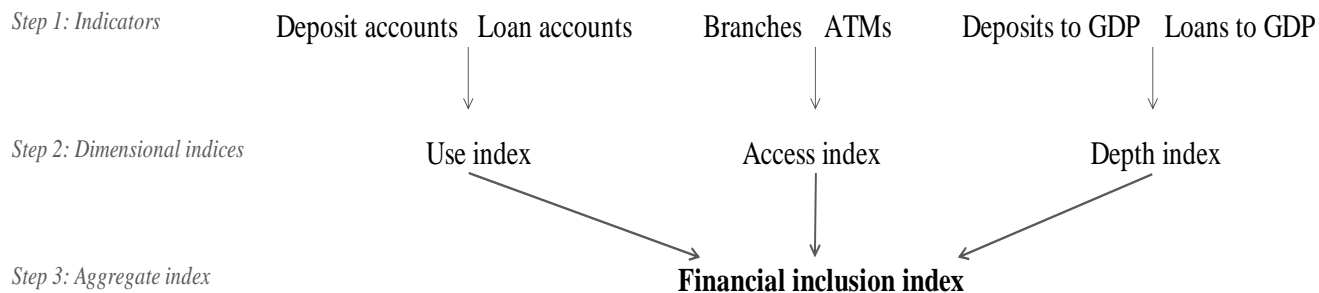 Step 1: Indicators Deposit accounts Loan accounts Branches ATMs Deposits to GDP Loans to GDP
Step 2: Dimensional indices Use index Access index Depth index
Step 3: Aggregate index Financial inclusion index